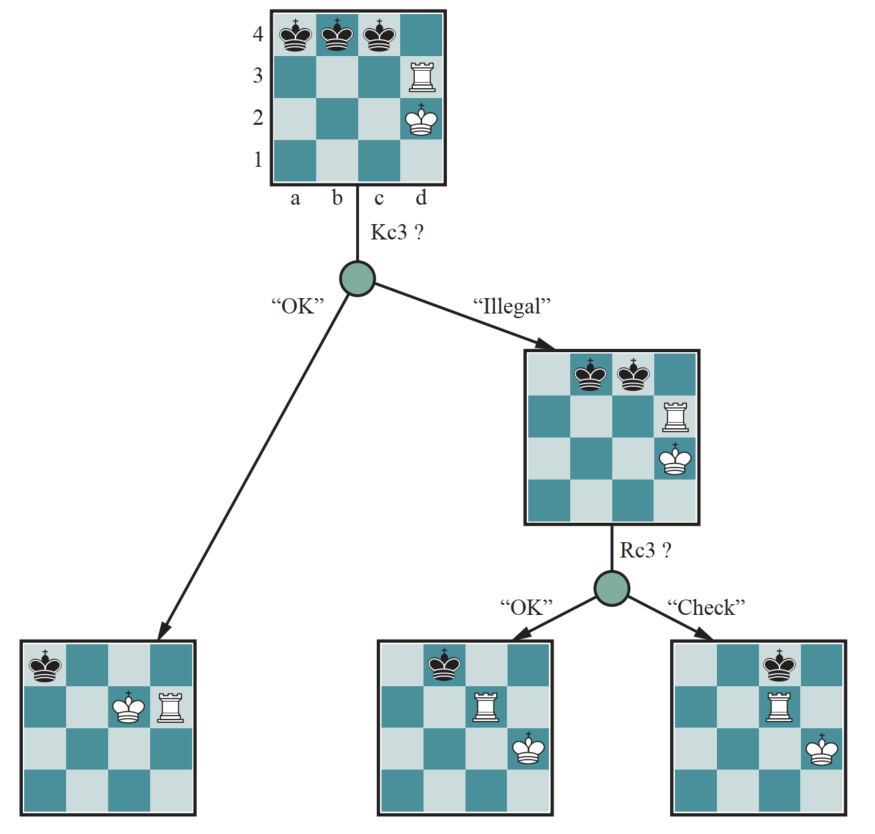 4
3
2
1
a b c d
Kc3 ?
“OK” “Illegal”
Rc3 ?
“OK” “Check”